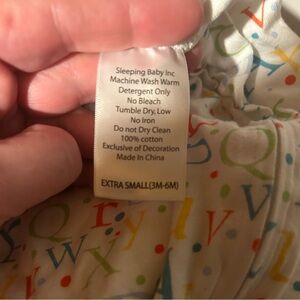 Sleeping Baby Inc
Machine Wash Warm
Detergent Only
No Bleach
Tumble Dry, Low
No Iron
Do not Dry Clean
100% cotton
Exclusive of Decoration
Made In China
EXTRA SMALL(3M-6M)